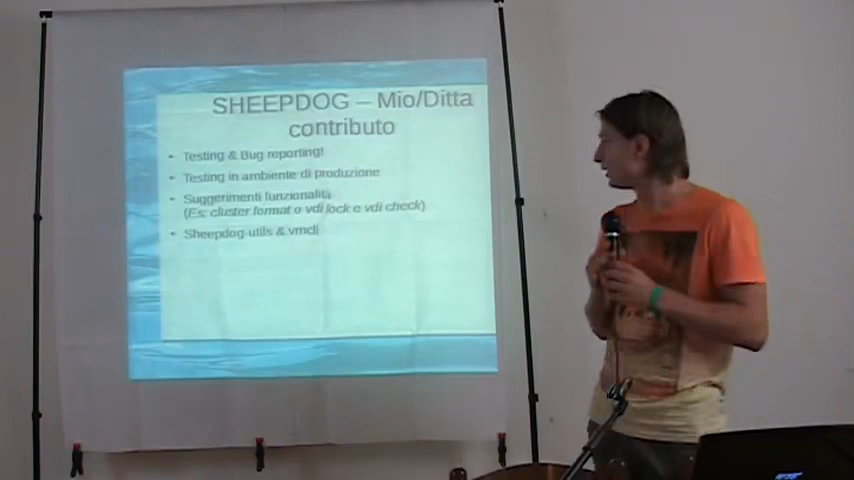 SHEEPDOG – Mio/Ditta
contributo
• Testing & Bug reporting!
• Testing in ambiente di produzione
• Suggerimenti funzionalità
(Es: cluster format o vdi lock e vdi check)
• Sheepdog-utils & vmcli